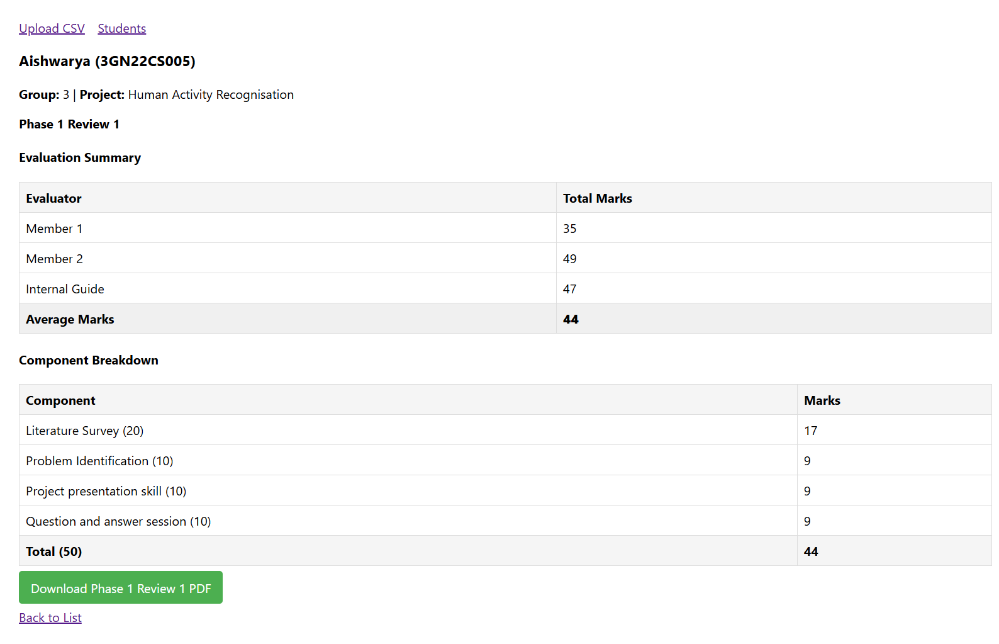 Upload CSV Students
Aishwarya (3GN22CS005)
Group: 3 | Project: Human Activity Recognisation
Phase 1 Review 1
Evaluation Summary
Evaluator Total Marks
Member 1 35
Member 2 49
Internal Guide 47
Average Marks 44
Component Breakdown
Component Marks
Literature Survey (20) 17
Problem Identification (10) 9
Project presentation skill (10) 9
Question and answer session (10) 9
Total (50) 44
Download Phase 1 Review 1 PDF
Back to List